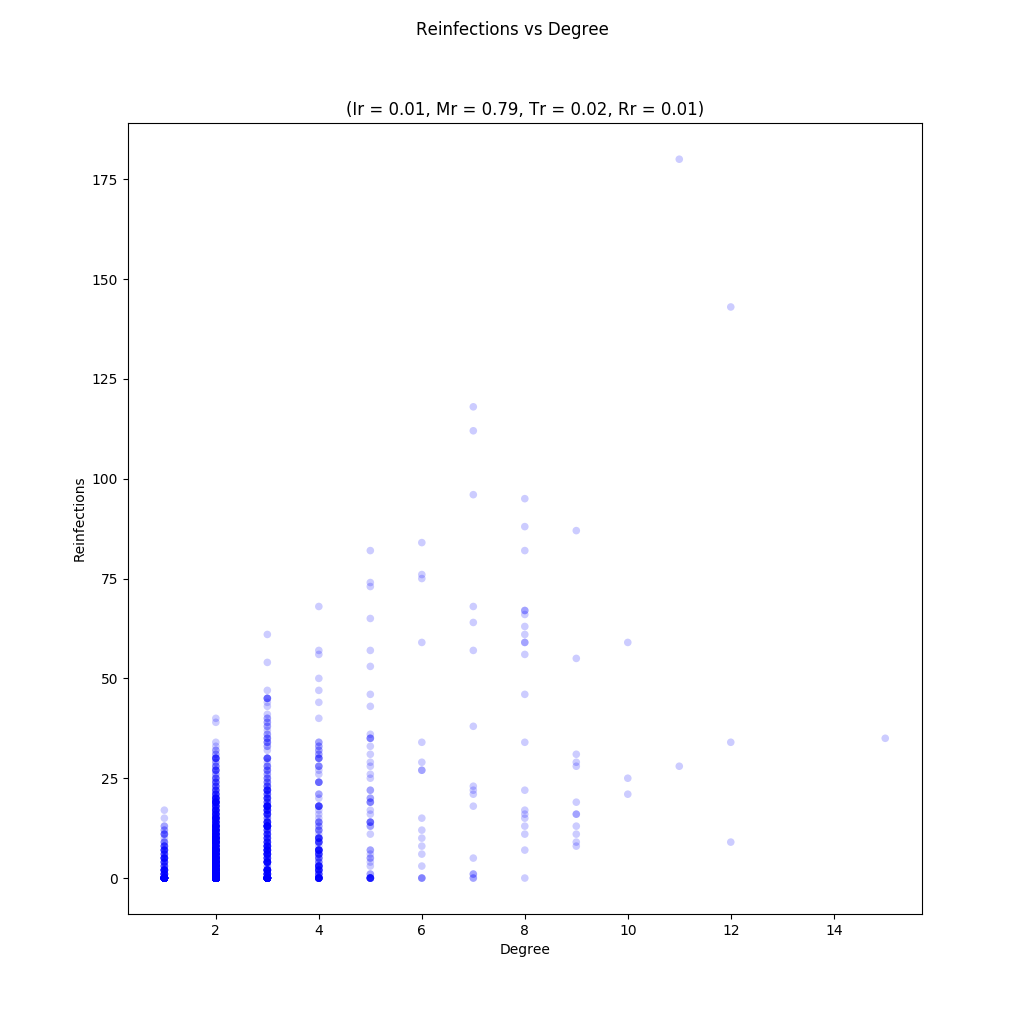 Reinfections vs Degree
(Ir = 0.01, Mr = 0.79, Tr = 0.02, Rr = 0.01)
175
150
125
100
75
50
25
0
Reinfections
2 4 6 8 10 12 14
Degree